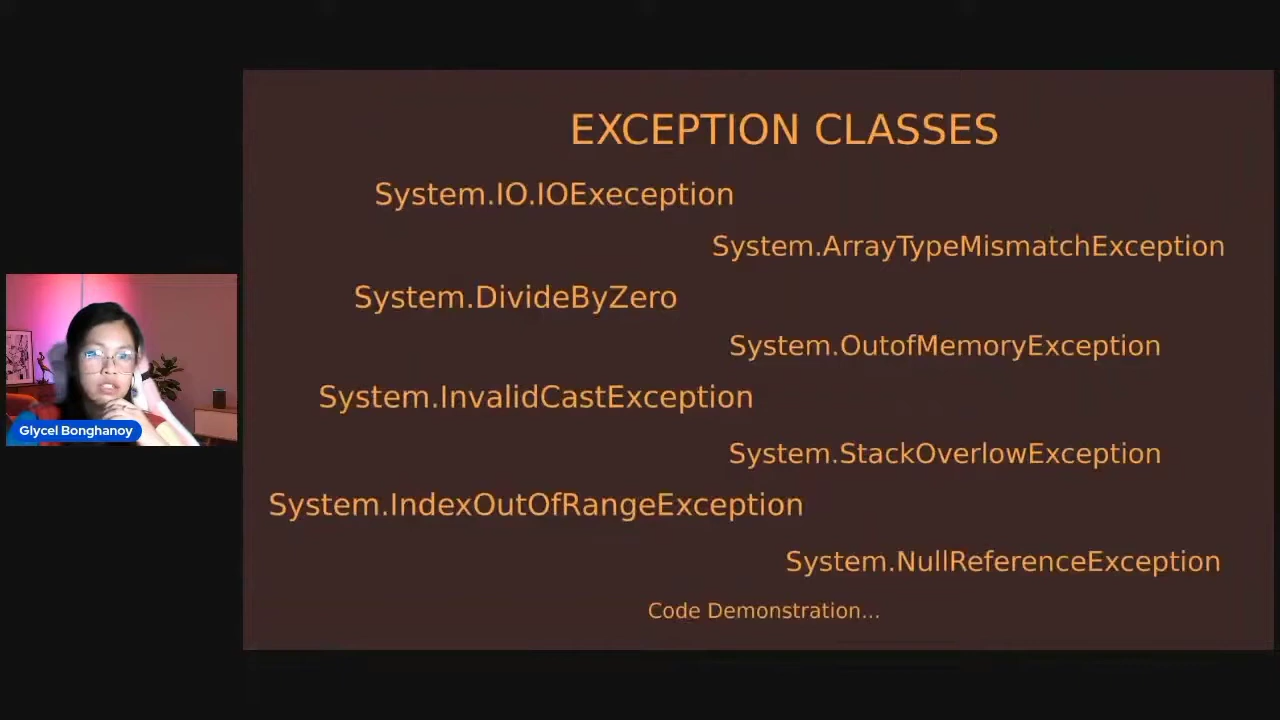 EXCEPTION CLASSES
System.IO.IOExeception
System.ArrayTypeMismatchException
System.DivideByZero
System.OutofMemoryException
System.InvalidCastException
System.StackOverlowException
System.IndexOutOfRangeException
System.NullReferenceException
Code Demonstration...
Glycel Bonghanoy